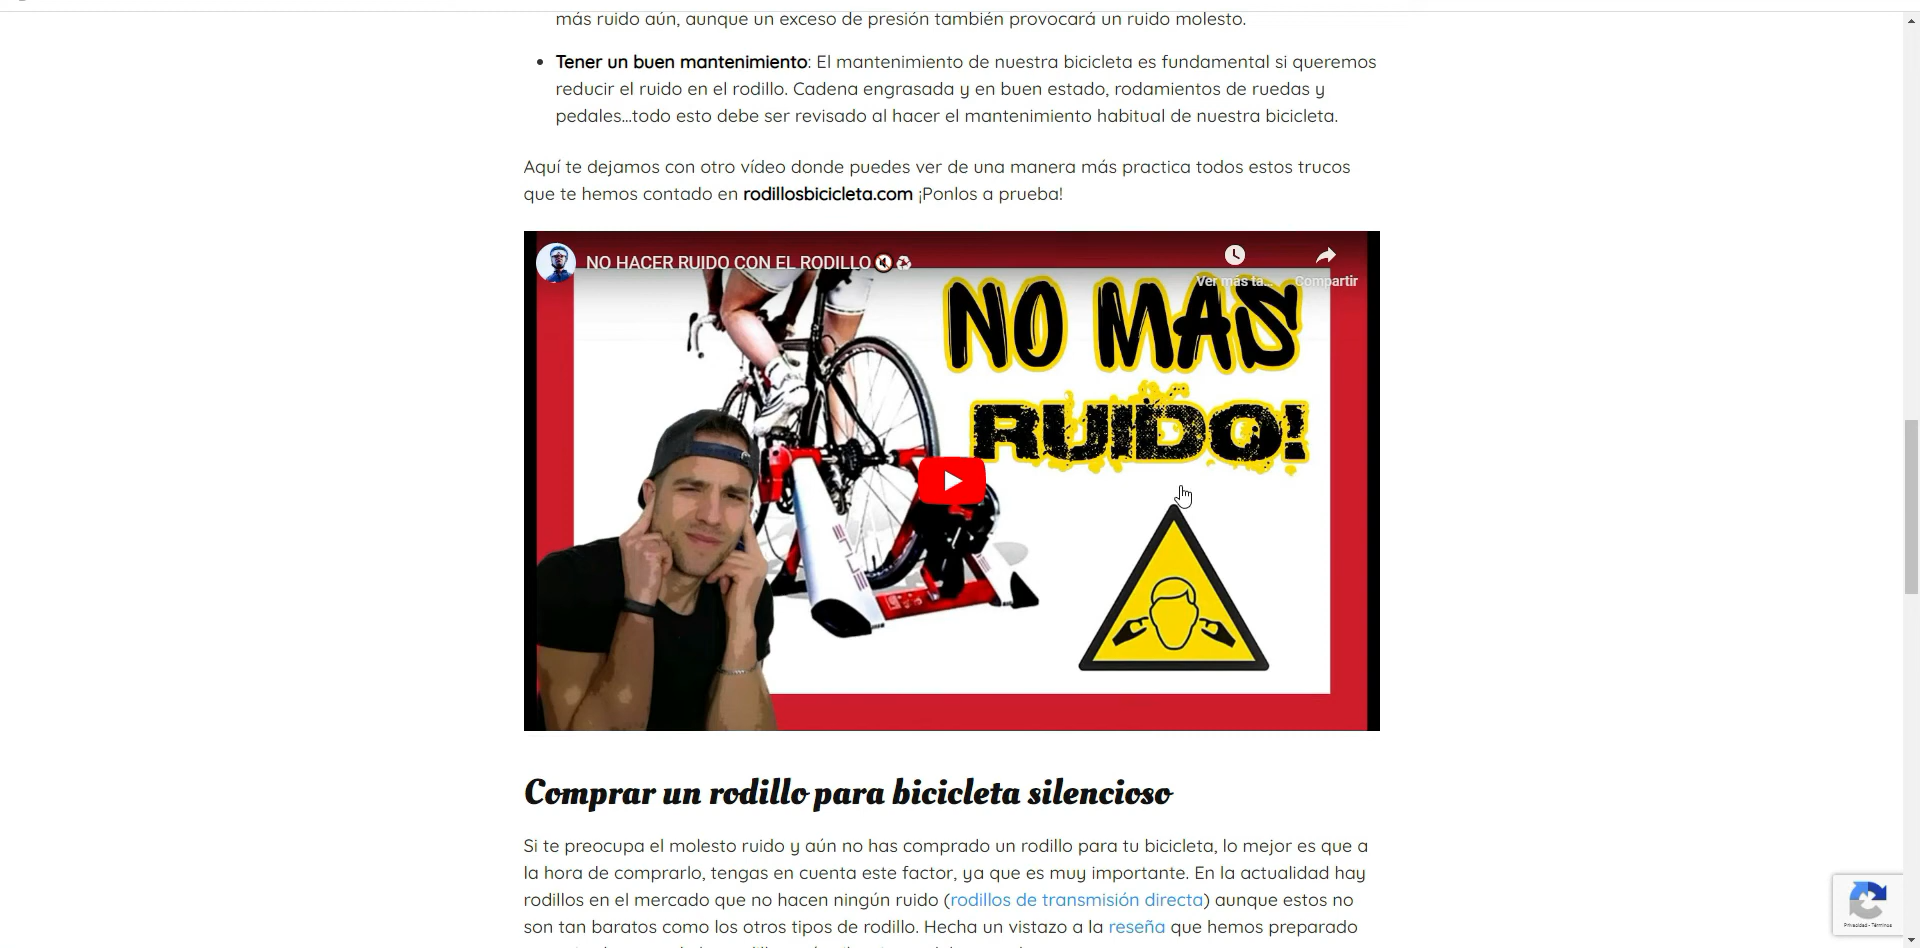 más ruido aún, aunque un exceso de presión también provocará un ruido molesto.
Tener un buen mantenimiento: El mantenimiento de nuestra bicicleta es fundamental si queremos
reducir el ruido en el rodillo. Cadena engrasada y en buen estado, rodamientos de ruedas y
pedales...todo esto debe ser revisado al hacer el mantenimiento habitual de nuestra bicicleta.
Aquí te dejamos con otro vídeo donde puedes ver de una manera más practica todos estos trucos
que te hemos contado en rodillosbicicleta.com ¡Ponlos a prueba!
NO HACER RUIDO CON EL RODILLO
Ver más ta...
Compartir
NO MÁS
RUIDO!
ELITE
Comprar un rodillo para bicicleta silencioso
Si te preocupa el molesto ruido y aún no has comprado un rodillo para tu bicicleta, lo mejor es que a
la hora de comprarlo, tengas en cuenta este factor, ya que es muy importante. En la actualidad hay
rodillos en el mercado que no hacen ningún ruido (rodillos de transmisión directa) aunque estos no
son tan baratos como los otros tipos de rodillo. Hecha un vistazo a la reseña que hemos preparado
Privacidad - Términos